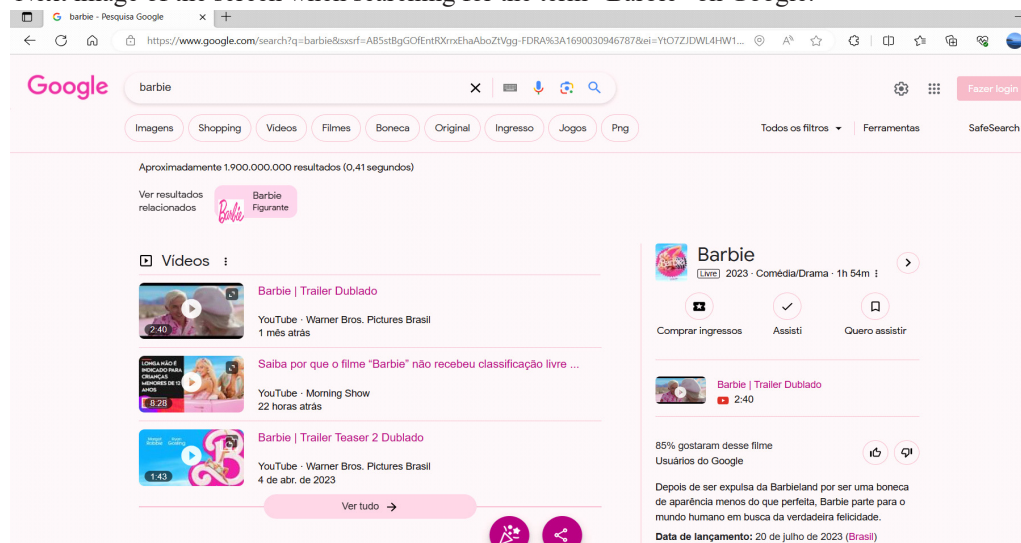 barbie - Pesquisa Google
https://www.google.com/search?q=barbie&sxsrf=AB5stBgGOfEntRXrrxEhaAboZtVgg-FDRA%3A1690030946787&ei=YtO7ZJDWL4HW1...
Google
barbie
Fazer login
Imagens
Shopping
Vídeos
Filmes
Boneca
Original
Ingresso
Jogos
Png
Todos os filtros
Ferramentas
SafeSearch
Aproximadamente 1.900.000.000 resultados (0,41 segundos)
Ver resultados
relacionados
Barbie
Barbie
Figurante
Vídeos
Barbie | Trailer Dublado
YouTube · Warner Bros. Pictures Brasil
1 mês atrás
2:40
Saiba por que o filme “Barbie” não recebeu classificação livre ...
YouTube · Morning Show
22 horas atrás
LONGA NÃO É
INDICADO PARA
CRIANÇAS
MENORES DE 12
ANOS
8:28
Barbie | Trailer Teaser 2 Dublado
YouTube · Warner Bros. Pictures Brasil
4 de abr. de 2023
1:43
Ver tudo
Barbie
Livre 2023 · Comédia/Drama · 1h 54m
Comprar ingressos
Assisti
Quero assistir
Barbie | Trailer Dublado
2:40
85% gostaram desse filme
Usuários do Google
Depois de ser expulsa da Barbieland por ser uma boneca
de aparência menos do que perfeita, Barbie parte para o
mundo humano em busca da verdadeira felicidade.
Data de lançamento: 20 de julho de 2023 (Brasil)